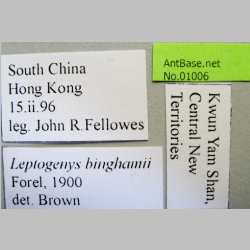 South China
Hong Kong
15.ii.96
leg. John R.Fellowes
AntBase.net
No.01006
Kwun Yam Shan,
Central New
Territories
Leptogenys binghamii
Forel, 1900
det. Brown